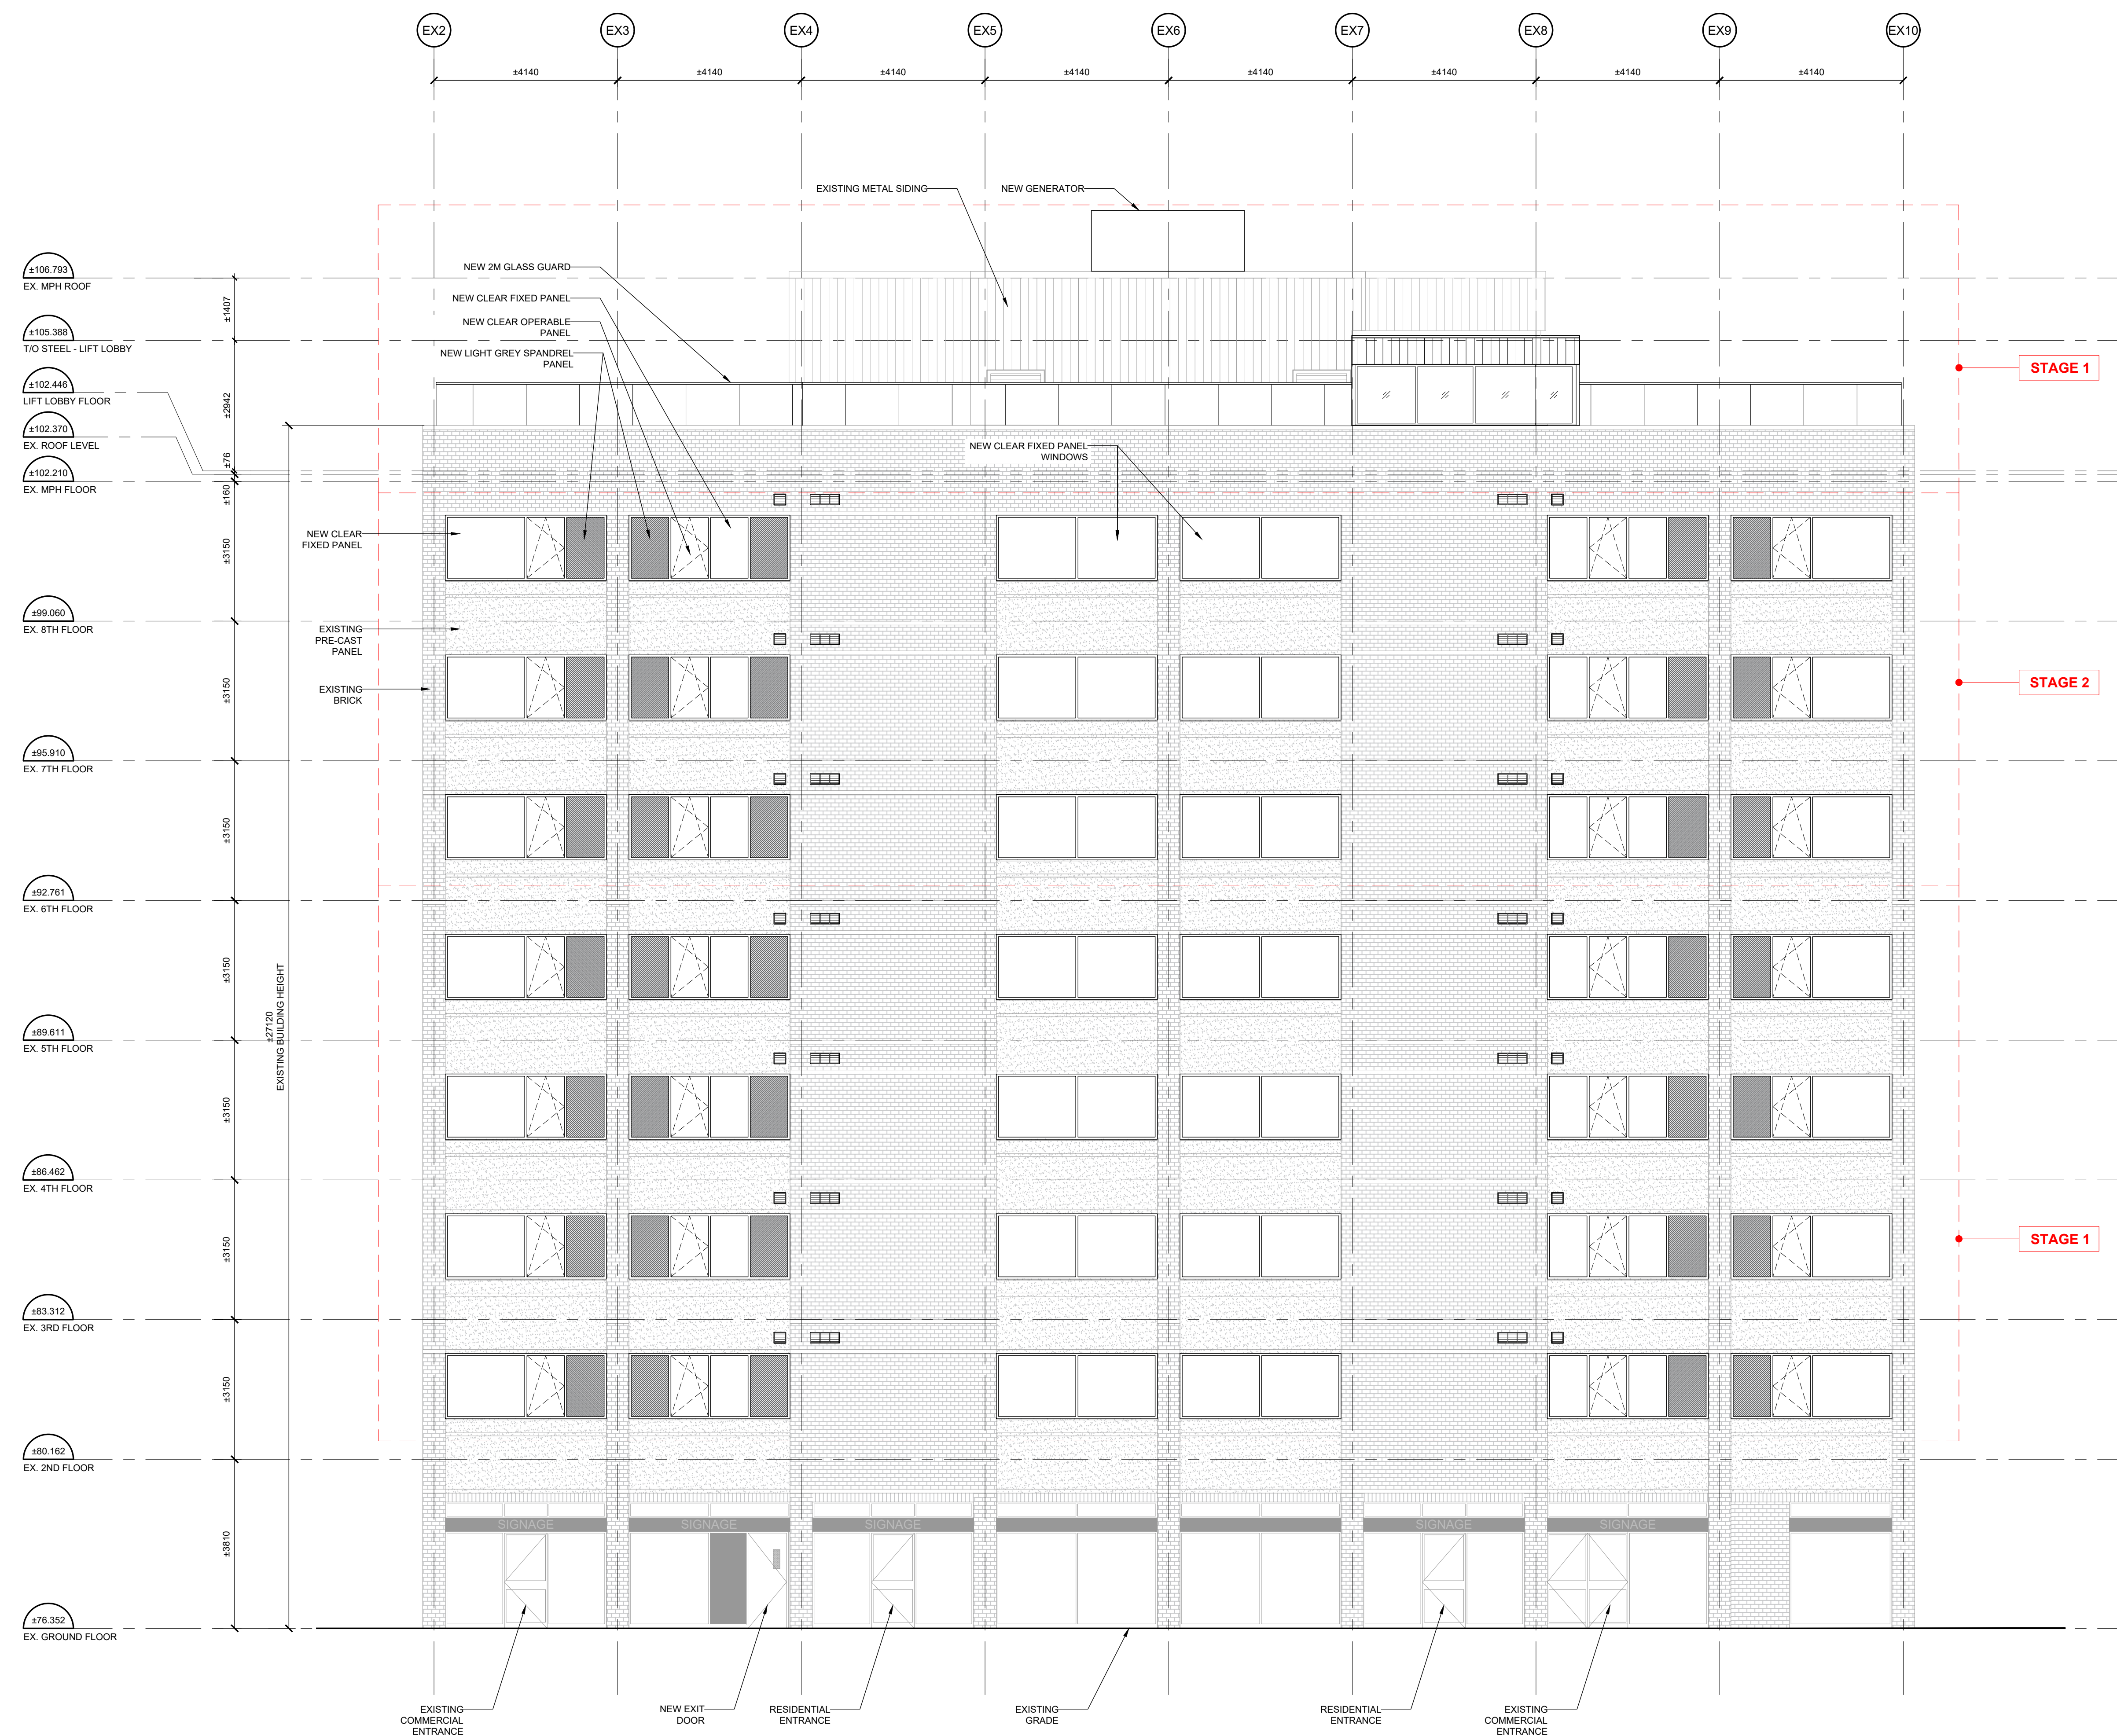 EX2 EX3 EX4 EX5 EX6 EX7 EX8 EX9 EX10
±4140 ±4140 ±4140 ±4140 ±4140 ±4140 ±4140 ±4140
EXISTING METAL SIDING
NEW GENERATOR
NEW 2M GLASS GUARD
NEW CLEAR FIXED PANEL
NEW CLEAR OPERABLE
PANEL
NEW LIGHT GREY SPANDREL
PANEL
NEW CLEAR FIXED PANEL
WINDOWS
NEW CLEAR
FIXED PANEL
EXISTING
PRE-CAST
PANEL
EXISTING
BRICK
±106.793
EX. MPH ROOF
±1407
±105.388
T/O STEEL - LIFT LOBBY
±2942
±102.446
LIFT LOBBY FLOOR
±76
±102.370
EX. ROOF LEVEL
±160
±102.210
EX. MPH FLOOR
±3150
±99.060
EX. 8TH FLOOR
±3150
±95.910
EX. 7TH FLOOR
±3150
±92.761
EX. 6TH FLOOR
±3150
±89.611
EX. 5TH FLOOR
±3150
±86.462
EX. 4TH FLOOR
±3150
±83.312
EX. 3RD FLOOR
±3150
±80.162
EX. 2ND FLOOR
±3810
±76.352
EX. GROUND FLOOR
±27120
EXISTING BUILDING HEIGHT
STAGE 1
STAGE 2
STAGE 1
SIGNAGE SIGNAGE SIGNAGE SIGNAGE SIGNAGE
EXISTING
COMMERCIAL
ENTRANCE
NEW EXIT
DOOR
RESIDENTIAL
ENTRANCE
EXISTING
GRADE
RESIDENTIAL
ENTRANCE
EXISTING
COMMERCIAL
ENTRANCE